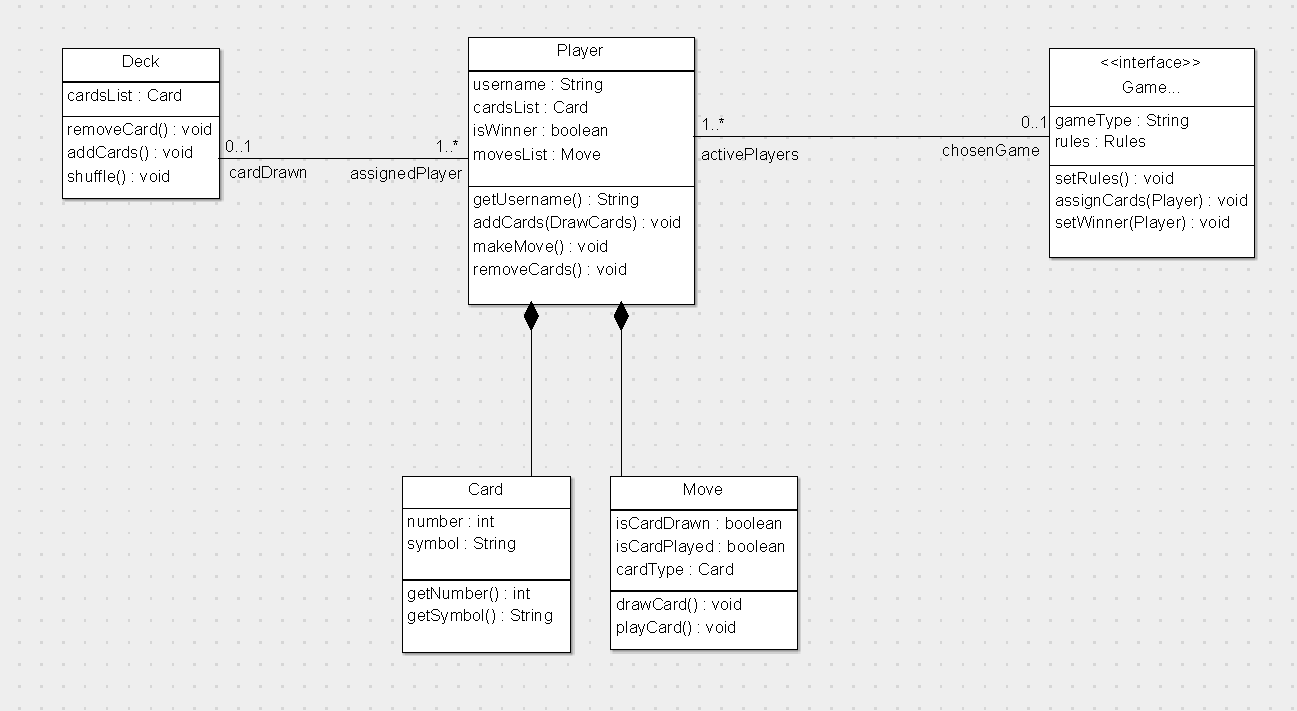 Deck
cardsList : Card
removeCard() : void
addCards() : void
shuffle() : void
0..1
cardDrawn
1..*
assignedPlayer
Player
username : String
cardsList : Card
isWinner : boolean
movesList : Move
getUsername() : String
addCards(DrawCards) : void
makeMove() : void
removeCards() : void
1..*
activePlayers
0..1
chosenGame
<<interface>>
Game...
gameType : String
rules : Rules
setRules() : void
assignCards(Player) : void
setWinner(Player) : void
Card
number : int
symbol : String
getNumber() : int
getSymbol() : String
Move
isCardDrawn : boolean
isCardPlayed : boolean
cardType : Card
drawCard() : void
playCard() : void